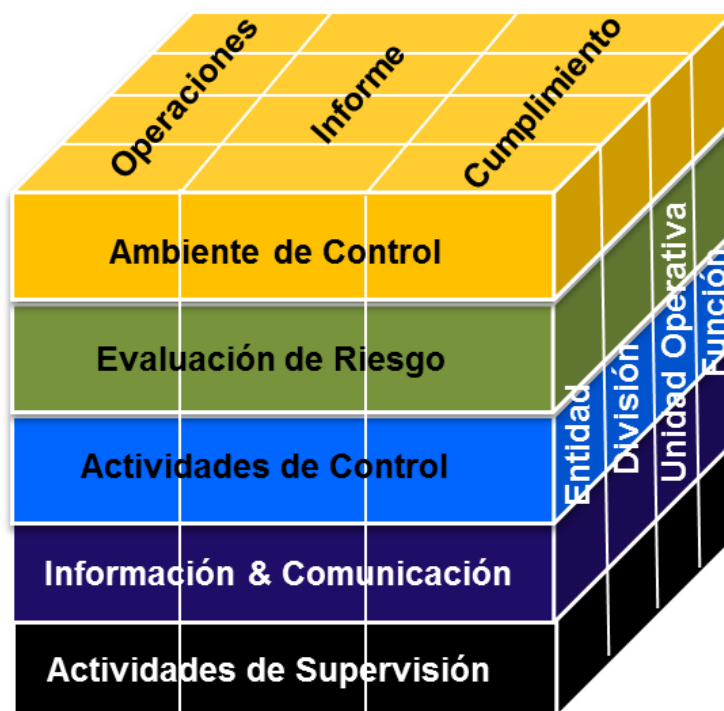 Operaciones
Informe
Cumplimiento
Ambiente de Control
Evaluación de Riesgo
Actividades de Control
Información & Comunicación
Actividades de Supervisión
Entidad
División
Unidad Operativa
Función